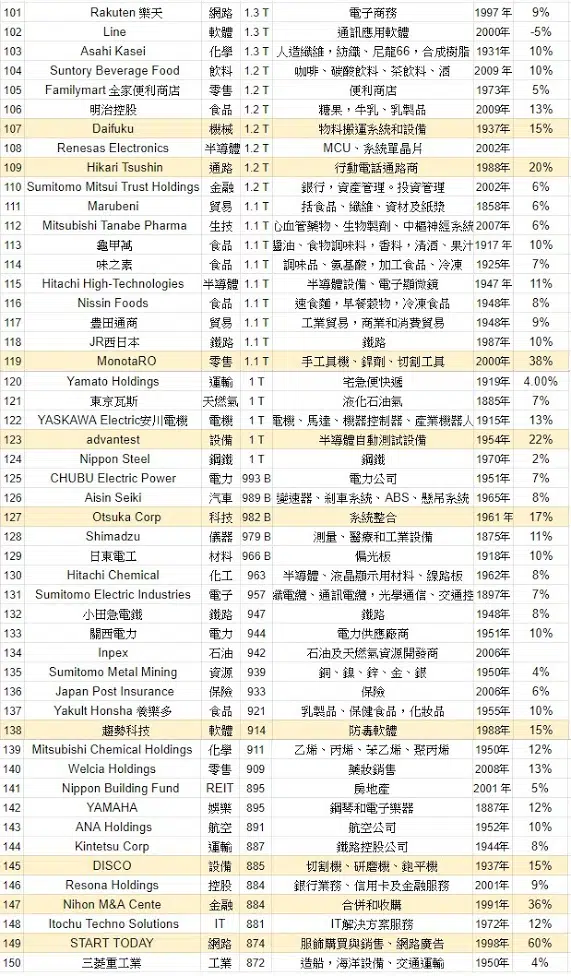 101 Rakuten 樂天 網路 1.3 T 電子商務 1997 年 9%
102 Line 軟體 1.3 T 通訊應用軟體 2000年 -5%
103 Asahi Kasei 化學 1.3 T 人造纖維，紡織、尼龍66，合成樹脂 1931年 10%
104 Suntory Beverage Food 飲料 1.2 T 咖啡、碳酸飲料、茶飲料、酒 2009 年 10%
105 Familymart 全家便利商店 零售 1.2 T 便利商店 1973年 5%
106 明治控股 食品 1.2 T 糖果，牛乳、乳製品 2009年 13%
107 Daifuku 機械 1.2 T 物料搬運系統和設備 1937年 15%
108 Renesas Electronics 半導體 1.2 T MCU、系統單晶片 2002年
109 Hikari Tsushin 通路 1.2 T 行動電話通路商 1988年 20%
110 Sumitomo Mitsui Trust Holdings 金融 1.2 T 銀行，資產管理。投資管理 2002年 6%
111 Marubeni 貿易 1.1 T 括食品、纖維、資材及紙漿 1858年 6%
112 Mitsubishi Tanabe Pharma 生技 1.1 T 心血管藥物、生物製劑、中樞神經系統 2007年 6%
113 龜甲萬 食品 1.1 T 醬油、食物調味料，香料，清酒、果汁 1917 年 10%
114 味之素 食品 1.1 T 調味品、氨基酸，加工食品、冷凍 1925年 7%
115 Hitachi High-Technologies 半導體 1.1 T 半導體設備、電子顯微鏡 1947 年 11%
116 Nissin Foods 食品 1.1 T 速食麵，早餐穀物，冷凍食品 1948年 8%
117 豊田通商 貿易 1.1 T 工業貿易，商業和消費貿易 1948年 9%
118 JR西日本 鐵路 1.1 T 鐵路 1987年 10%
119 MonotaRO 零售 1.1 T 手工具機、銲劑、切割工具 2000年 38%
120 Yamato Holdings 運輸 1 T 宅急便快遞 1919年 4.00%
121 東京瓦斯 天燃氣 1 T 液化石油氣 1885年 7%
122 YASKAWA Electric安川電機 電機 1 T 電機、馬達、機器控制器、產業機器人 1915年 13%
123 advantest 設備 1 T 半導體自動測試設備 1954年 22%
124 Nippon Steel 鋼鐵 1 T 鋼鐵 1970年 2%
125 CHUBU Electric Power 電力 993 B 電力公司 1951年 7%
126 Aisin Seiki 汽車 989 B 變速器、剎車系統、ABS、懸吊系統 1965年 8%
127 Otsuka Corp 科技 982 B 系統整合 1961 年 17%
128 Shimadzu 儀器 979 B 測量、醫療和工業設備 1875年 11%
129 日東電工 材料 966 B 偏光板 1918年 10%
130 Hitachi Chemical 化工 963 半導體、液晶顯示用材料、線路板 1962年 8%
131 Sumitomo Electric Industries 電子 957 電纜、通訊電纜，光學通信、交通控 1897年 7%
132 小田急電鐵 鐵路 947 鐵路 1948年 8%
133 關西電力 電力 944 電力供應廠商 1951年 10%
134 Inpex 石油 942 石油及天燃氣資源開發商 2006年
135 Sumitomo Metal Mining 資源 939 銅、鎳、鋅、金、銀 1950年 4%
136 Japan Post Insurance 保險 933 保險 2006年 6%
137 Yakult Honsha 養樂多 食品 921 乳製品、保健食品，化妝品 1955年 10%
138 趨勢科技 軟體 914 防毒軟體 1988年 15%
139 Mitsubishi Chemical Holdings 化學 911 乙烯、丙烯、苯乙烯、聚丙烯 1950年 12%
140 Welcia Holdings 零售 909 藥妝銷售 2008年 13%
141 Nippon Building Fund REIT 895 房地產 2001 年 5%
142 YAMAHA 娛樂 895 鋼琴和電子樂器 1887年 12%
143 ANA Holdings 航空 891 航空公司 1952年 10%
144 Kintetsu Corp 運輸 887 鐵路控股公司 1944年 8%
145 DISCO 設備 885 切割機、研磨機、鉋平機 1937年 15%
146 Resona Holdings 控股 884 銀行業務、信用卡及金融服務 2001年 9%
147 Nihon M&A Cente 金融 884 合併和收購 1991年 36%
148 Itochu Techno Solutions IT 881 IT解決方案服務 1972年 12%
149 START TODAY 網路 874 服飾購買與銷售、網路廣告 1998年 60%
150 三菱重工業 工業 872 造船，海洋設備、交通運輸 1950年 4%